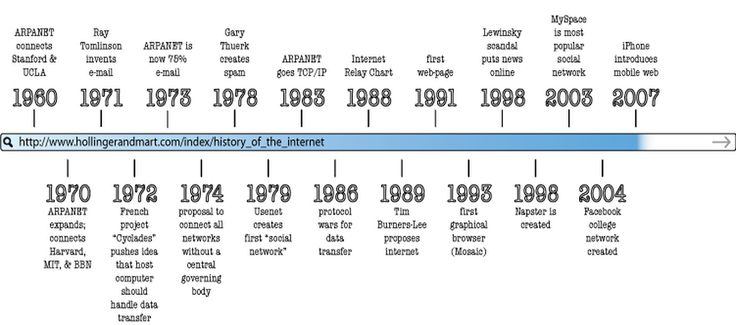 ARPANET
connects
Stanford &
UCLA
1960
Ray
Tomlinson
invents
e-mail
1971
ARPANET is
now 75%
e-mail
1973
Gary
Thuerk
creates
spam
1978
ARPANET
goes TCP/IP
1983
Internet
Relay Chart
1988
first
web-page
1991
Lewinsky
scandal
puts news
online
1998
MySpace
is most
popular
social
network
2003
iPhone
introduces
mobile web
2007
http://www.hollingerandmart.com/index/history_of_the_internet
1970
ARPANET
expands;
connects
Harvard,
MIT, & BBN
1972
French
project
"Cyclades"
pushes idea
that host
computer
should
handle data
transfer
1974
proposal to
connect all
networks
without a
central
governing
body
1979
Usenet
creates
first "social
network"
1986
protocol
wars for
data
transfer
1989
Tim
Burners-Lee
proposes
internet
1993
first
graphical
browser
(Mosaic)
1998
Napster is
created
2004
Facebook
college
network
created